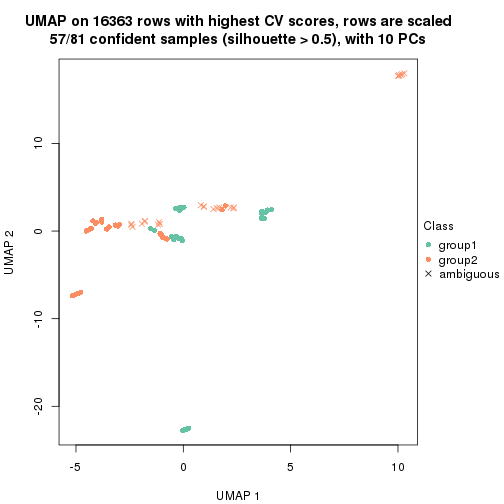 UMAP on 16363 rows with highest CV scores, rows are scaled
57/81 confident samples (silhouette > 0.5), with 10 PCs
UMAP 2
10
0
-10
-20
-5
0
5
10
UMAP 1
Class
group1
group2
ambiguous